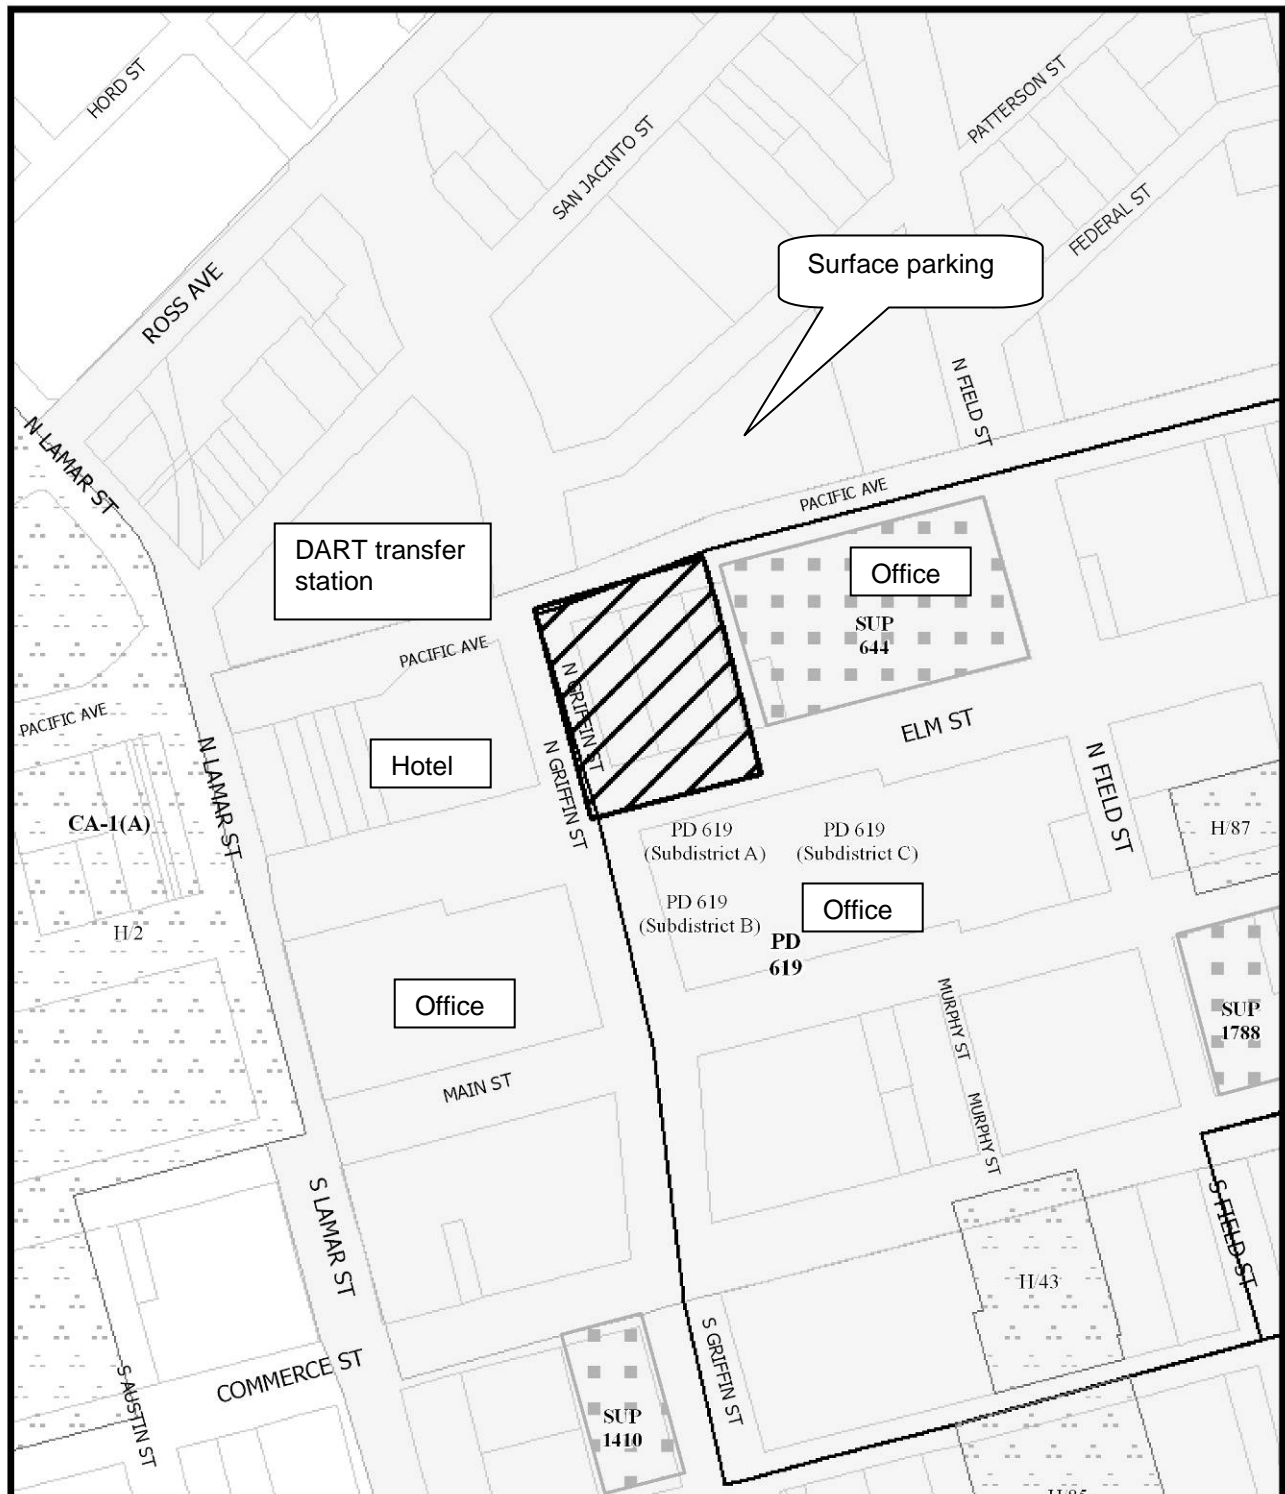 HORD ST
PATTERSON ST
SAN JACINTO ST
FEDERAL ST
Surface parking
ROSS AVE
N FIELD ST
N LAMAR ST
PACIFIC AVE
DART transfer
station
Office
SUP
644
PACIFIC AVE
N GRIFFIN ST
PACIFIC AVE
ELM ST
N LAMAR ST
Hotel
N GRIFFIN ST
N FIELD ST
CA-1(A)
PD 619
(Subdistrict A)
PD 619
(Subdistrict C)
H/87
PD 619
(Subdistrict B)
Office
H/2
PD
619
Office
MURPHY ST
SUP
1788
MAIN ST
MURPHY ST
S LAMAR ST
S FIELD ST
H/43
S GRIFFIN ST
COMMERCE ST
S AUSTIN ST
SUP
1410
H/85